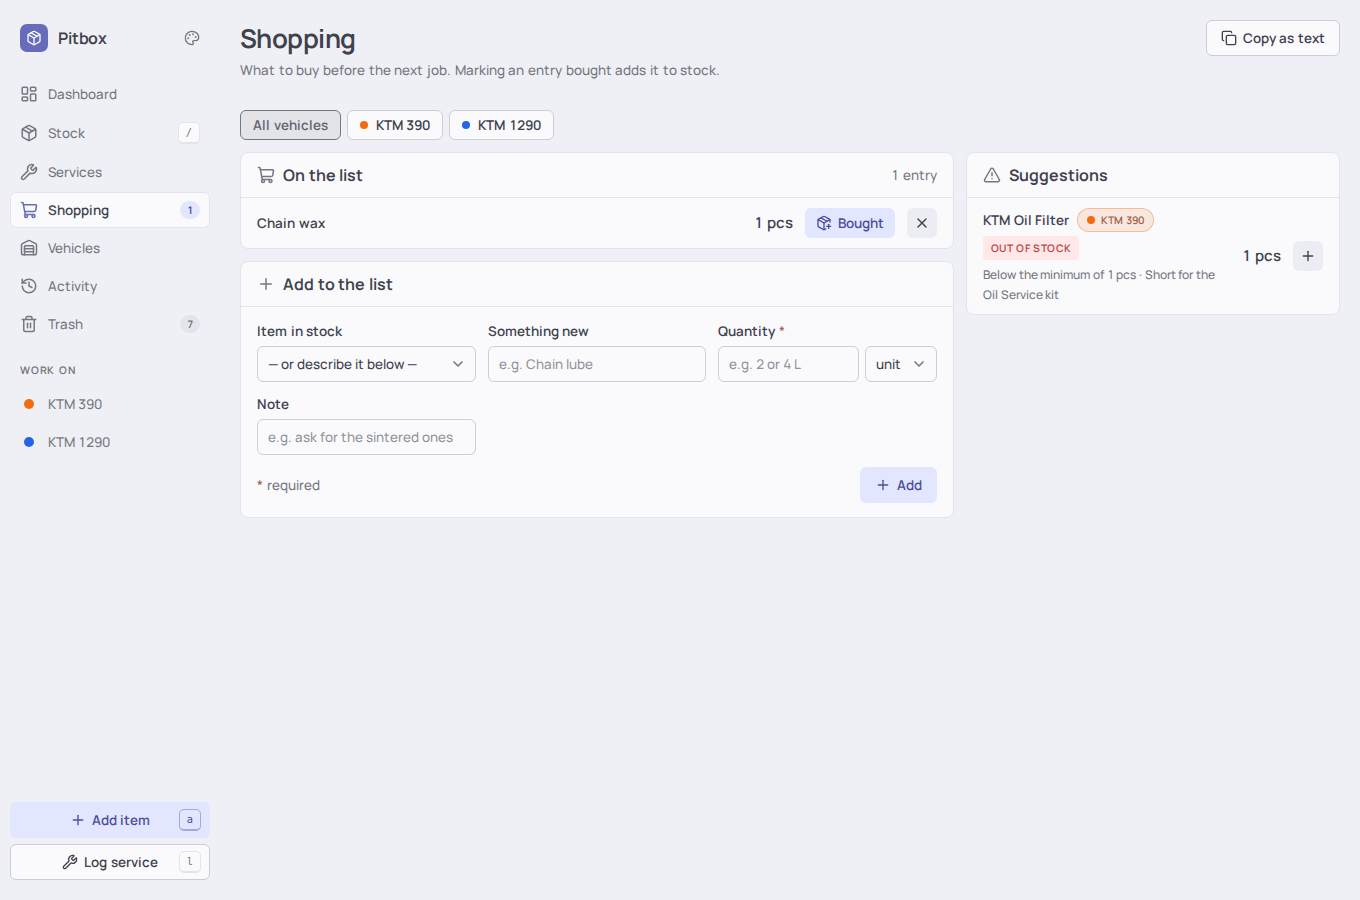 Pitbox
Dashboard
Stock /
Services
Shopping 1
Vehicles
Activity
Trash 7
WORK ON
KTM 390
KTM 1290
Add item a
Log service l
Shopping
What to buy before the next job. Marking an entry bought adds it to stock.
Copy as text
All vehicles KTM 390 KTM 1290
On the list 1 entry
Chain wax 1 pcs Bought
Add to the list
Item in stock Something new Quantity *
— or describe it below — e.g. Chain lube e.g. 2 or 4 L unit
Note
e.g. ask for the sintered ones
* required Add
Suggestions
KTM Oil Filter KTM 390
OUT OF STOCK
1 pcs
Below the minimum of 1 pcs · Short for the
Oil Service kit